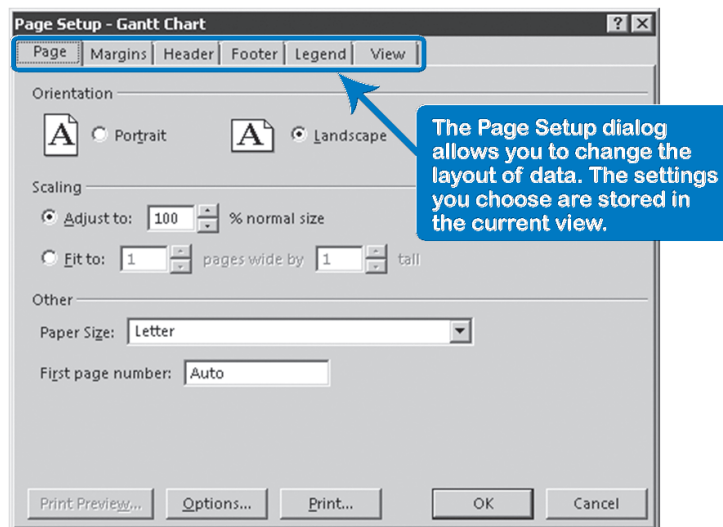 Page Setup - Gantt Chart
Page Margins Header Footer Legend View
Orientation
A Portrait A Landscape
The Page Setup dialog
allows you to change the
layout of data. The settings
you choose are stored in
the current view.
Scaling
Adjust to: 100 % normal size
Fit to: 1 pages wide by 1 tall
Other
Paper Size: Letter
First page number: Auto
Print Preview... Options... Print... OK Cancel